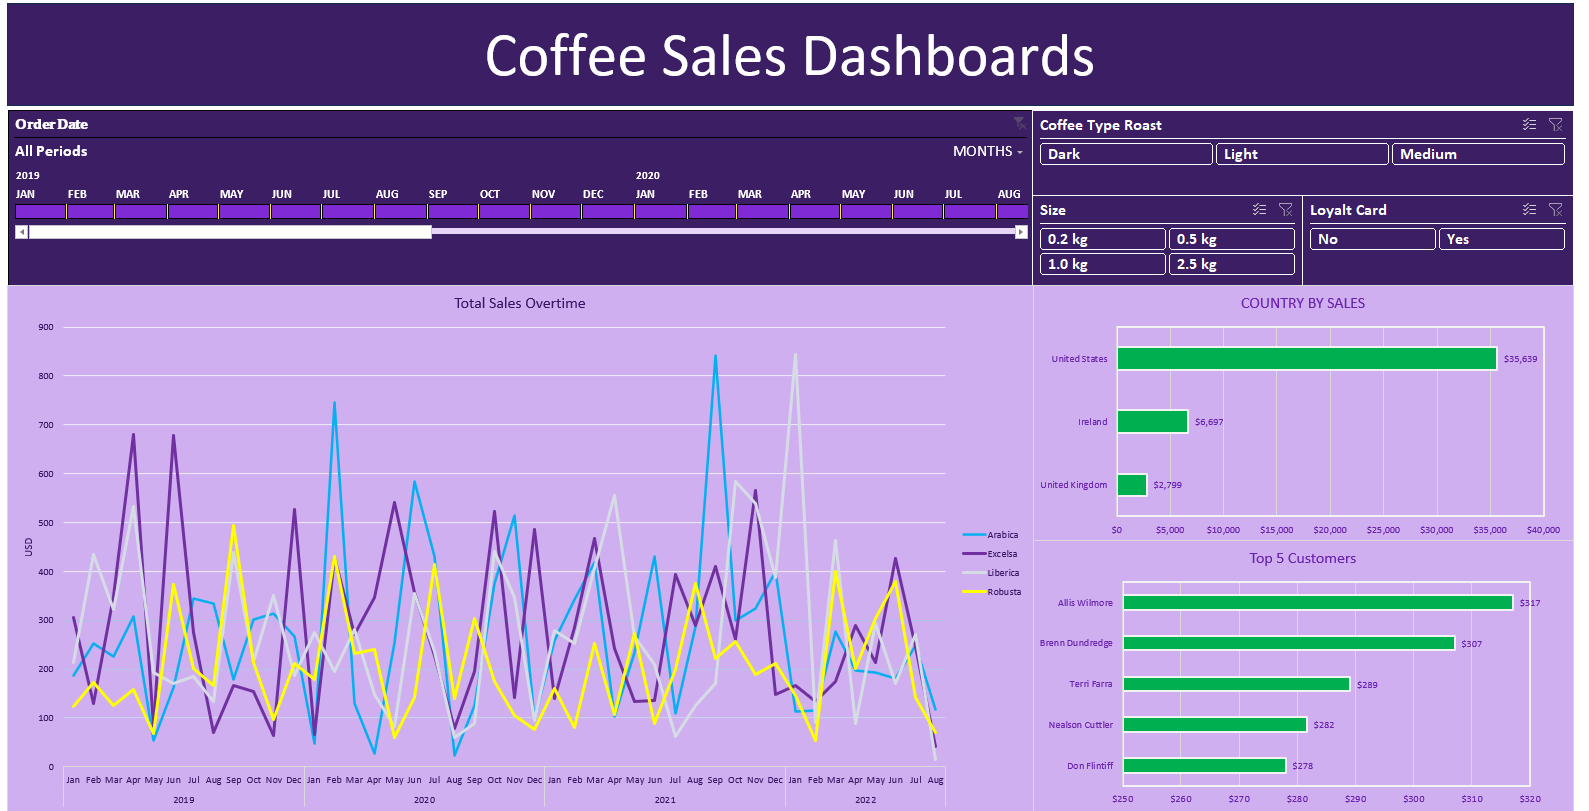 Coffee Sales Dashboards
Order Date
All Periods
MONTHS
2019 2020
JAN FEB MAR APR MAY JUN JUL AUG SEP OCT NOV DEC JAN FEB MAR APR MAY JUN JUL AUG
Coffee Type Roast
Dark Light Medium
Size
0.2 kg 0.5 kg
1.0 kg 2.5 kg
Loyalt Card
No Yes
Total Sales Overtime
900
800
700
600
500
400
300
200
100
0
USD
Jan Feb Mar Apr May Jun Jul Aug Sep Oct Nov Dec Jan Feb Mar Apr May Jun Jul Aug Sep Oct Nov Dec Jan Feb Mar Apr May Jun Jul Aug Sep Oct Nov Dec Jan Feb Mar Apr May Jun Jul Aug
2019 2020 2021 2022
Arabica
Excelsa
Liberica
Robusta
COUNTRY BY SALES
United States $35,639
Ireland $6,697
United Kingdom $2,799
$0 $5,000 $10,000 $15,000 $20,000 $25,000 $30,000 $35,000 $40,000
Top 5 Customers
Allis Wilmore $317
Brenn Dundredge $307
Terri Farra $289
Nealson Cuttler $282
Don Flintiff $278
$250 $260 $270 $280 $290 $300 $310 $320